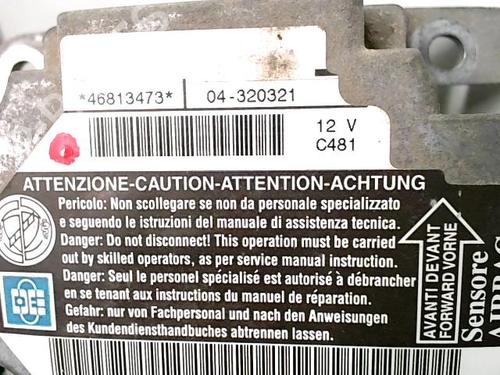 *46813473*
04-320321
12 V
C481
ATTENZIONE-CAUTION-ATTENTION-ACHTUNG
Pericolo: Non scollegare se non da personale specializzato
e seguendo le istruzioni del manuale di assistenza tecnica.
Danger: Do not disconnect! This operation must be carried
out by skilled operators, as per service manual instruction.
Danger: Seul le personel spécialisé est autorisé à débrancher
en se tenant aux instructions du manuel de réparation.
Gefahr: nur von Fachpersonal und nach den Anweisungen
des Kundendiensthandbuches abtrennen lassen.
AVANTI/DEVANT
FORWARD/VORNE
Sensore
AIRBAG